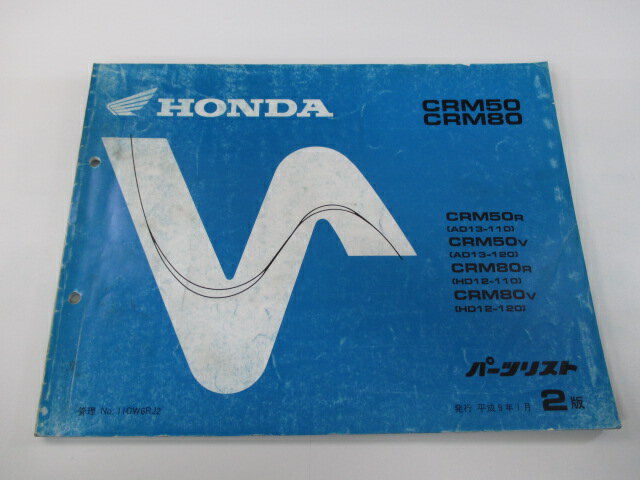 HONDA
CRM50
CRM80
CRM50R
(AD13-110)
CRM50V
(AD13-120)
CRM80R
(HD12-110)
CRM80V
(HD12-120)
パーツリスト
管理 No. 11GW6RJ2
発行 平成9年1月 2版